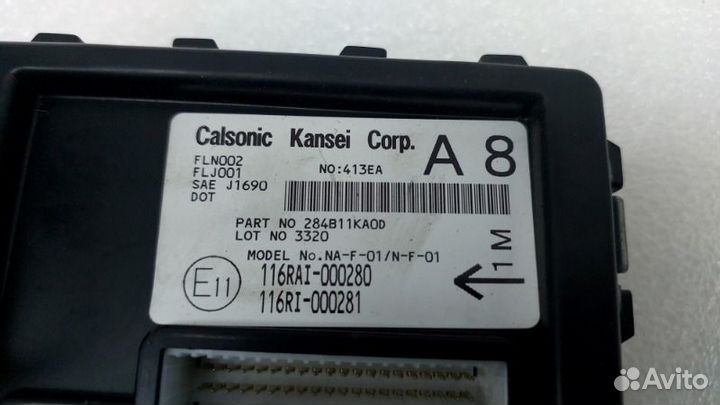 Calsonic Kansei Corp. A 8
FLN002
FLJ001 NO:413EA
SAE J1690
DOT
PART NO 284B11KA0D
LOT NO 3320
MODEL No.NA-F-01/N-F-01
1M
E11
116RAI-000280
116RI-000281
Avito